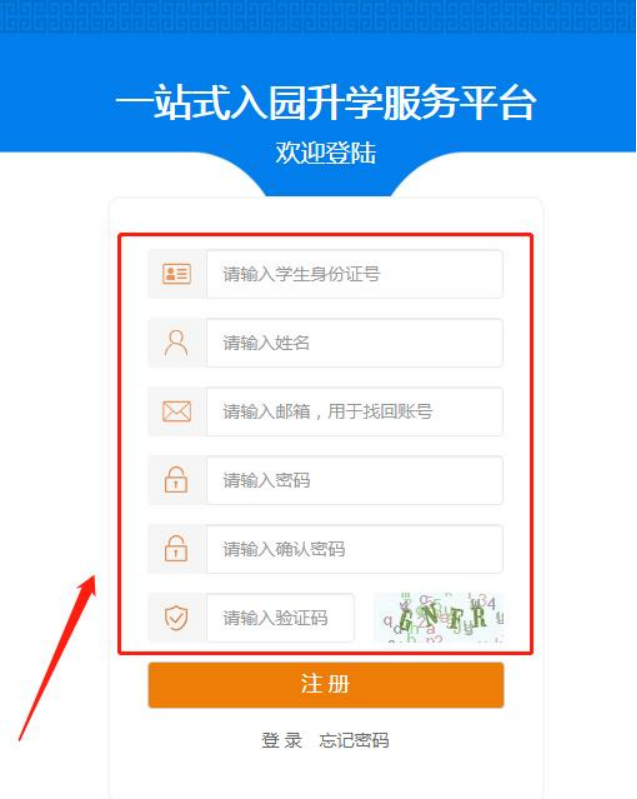 一站式入园升学服务平台
欢迎登陆
请输入学生身份证号
请输入姓名
请输入邮箱，用于找回账号
请输入密码
请输入确认密码
请输入验证码
注册
登录 忘记密码